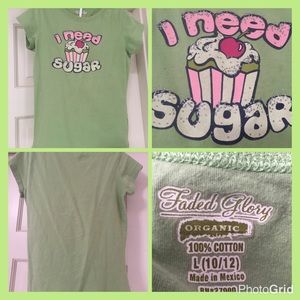 I need
SUGAR
I need
SUGAR
Faded Glory
ORGANIC
100% COTTON
L (10/12)
Made in Mexico
PhotoGrid